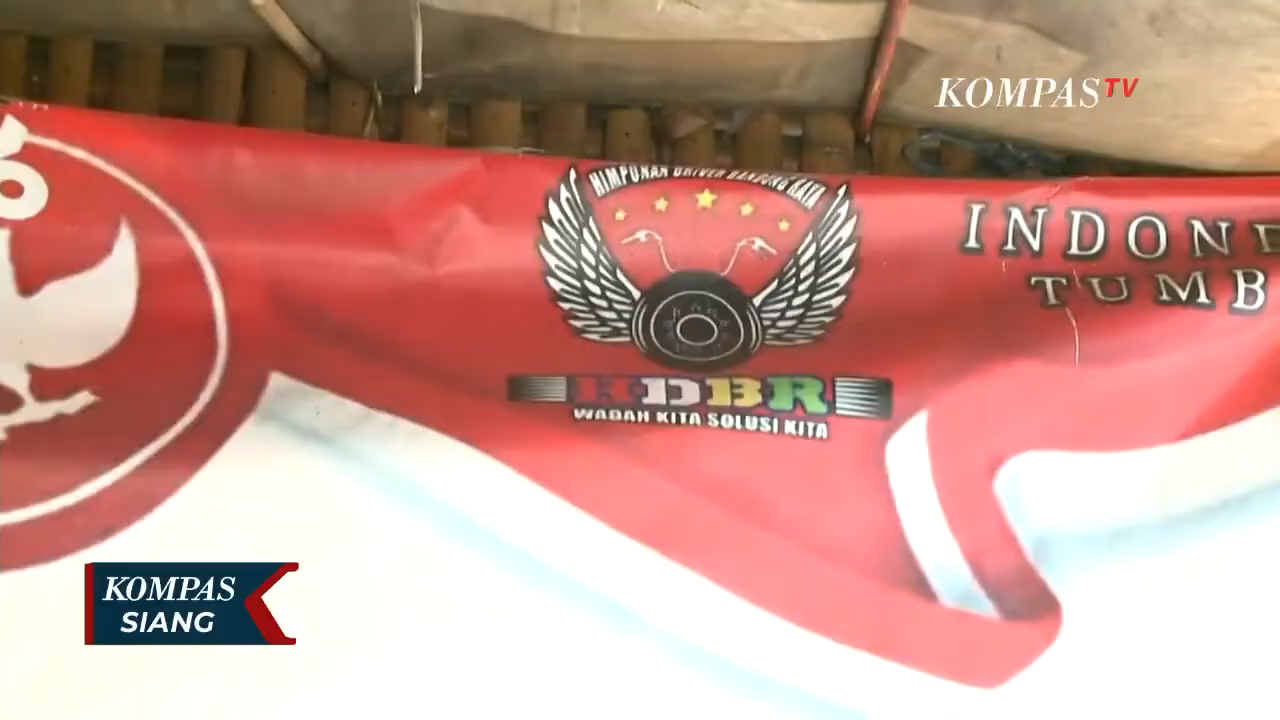 KOMPASTV
HIMPUNAN DRIVER BANDUNG RAYA
INDONE
TUMB
HDBR
WADAH KITA SOLUSI KITA
KOMPAS
SIANG